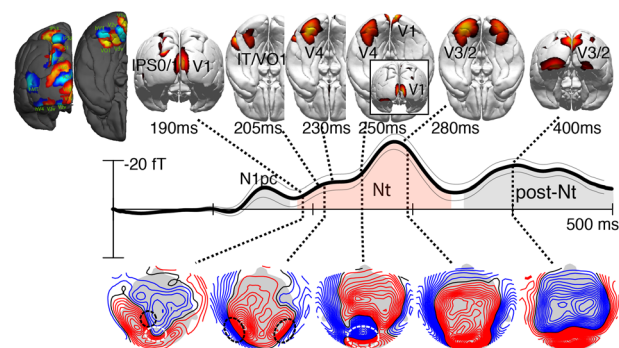 IPS0/1
V1
IT/VO1
V4
V4
V1
V1
V3/2
V3/2
190ms
205ms
230ms
250ms
280ms
400ms
-20 fT
N1pc
Nt
post-Nt
500 ms